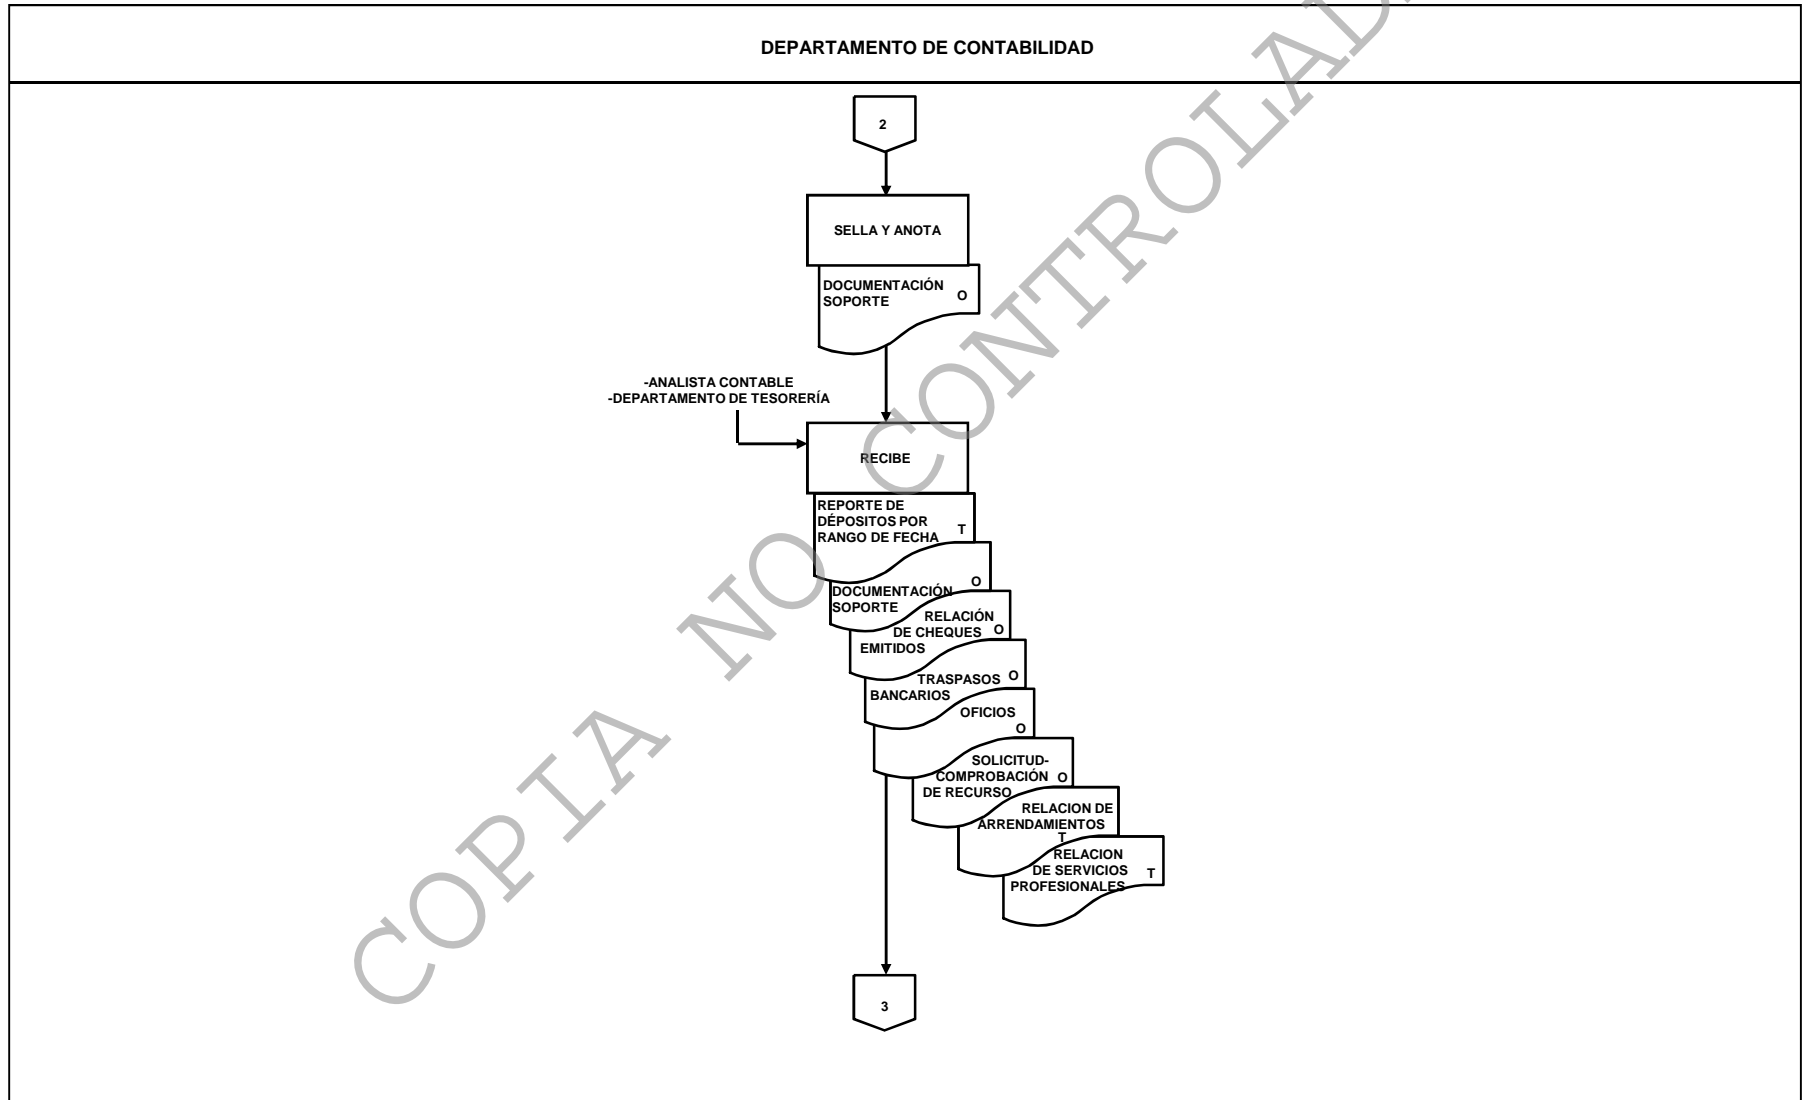 DEPARTAMENTO DE CONTABILIDAD
2
SELLA Y ANOTA
DOCUMENTACIÓN
SOPORTE O
-ANALISTA CONTABLE
-DEPARTAMENTO DE TESORERÍA
RECIBE
REPORTE DE
DÉPOSITOS POR
RANGO DE FECHA T
DOCUMENTACIÓN O
SOPORTE
RELACIÓN
DE CHEQUES O
EMITIDOS
TRASPASOS O
BANCARIOS
OFICIOS
O
SOLICITUD-
COMPROBACIÓN O
DE RECURSO
RELACION DE
ARRENDAMIENTOS
T
RELACION
DE SERVICIOS T
PROFESIONALES
3
COPIA NO CONTROLAD